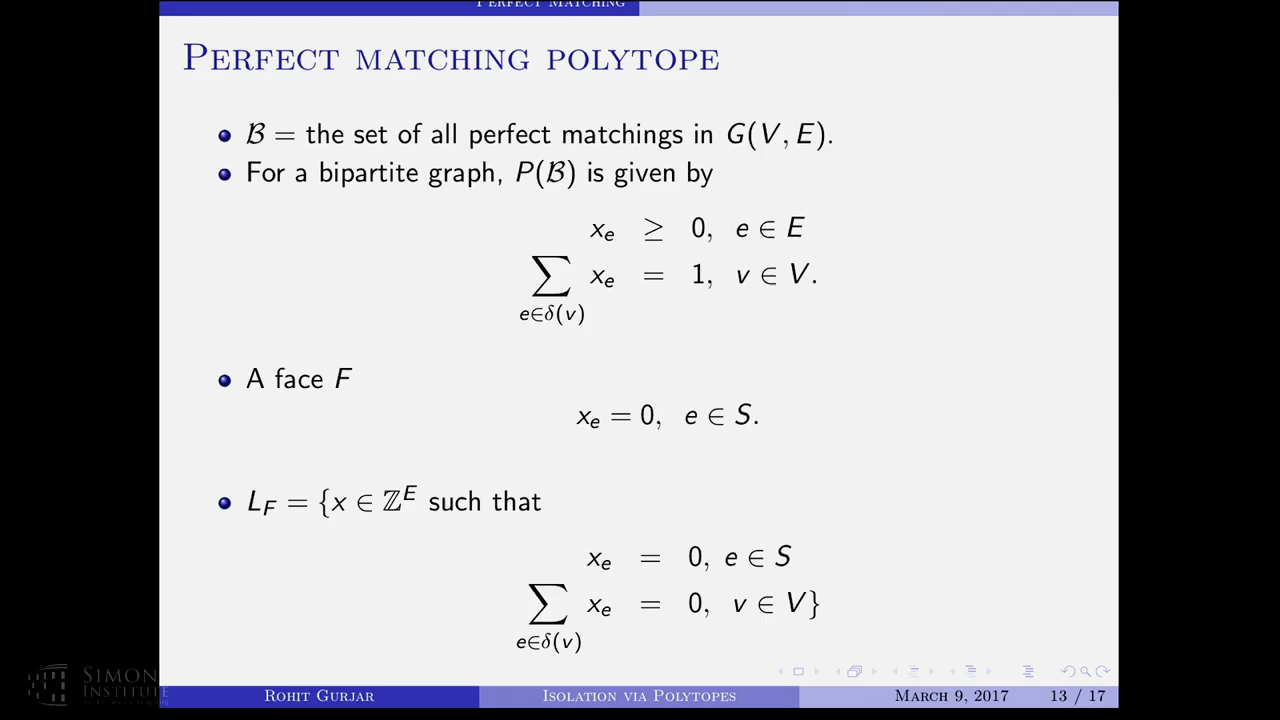 Perfect Matching
Perfect matching polytope
ℬ = the set of all perfect matchings in G(V, E).
For a bipartite graph, P(ℬ) is given by
x_e ≥ 0, e ∈ E
∑_{e∈δ(v)} x_e = 1, v ∈ V.
A face F
x_e = 0, e ∈ S.
L_F = {x ∈ ℤ^E such that
x_e = 0, e ∈ S
∑_{e∈δ(v)} x_e = 0, v ∈ V}
Simon
Institute
Rohit Gurjar Isolation via Polytopes March 9, 2017 13 / 17